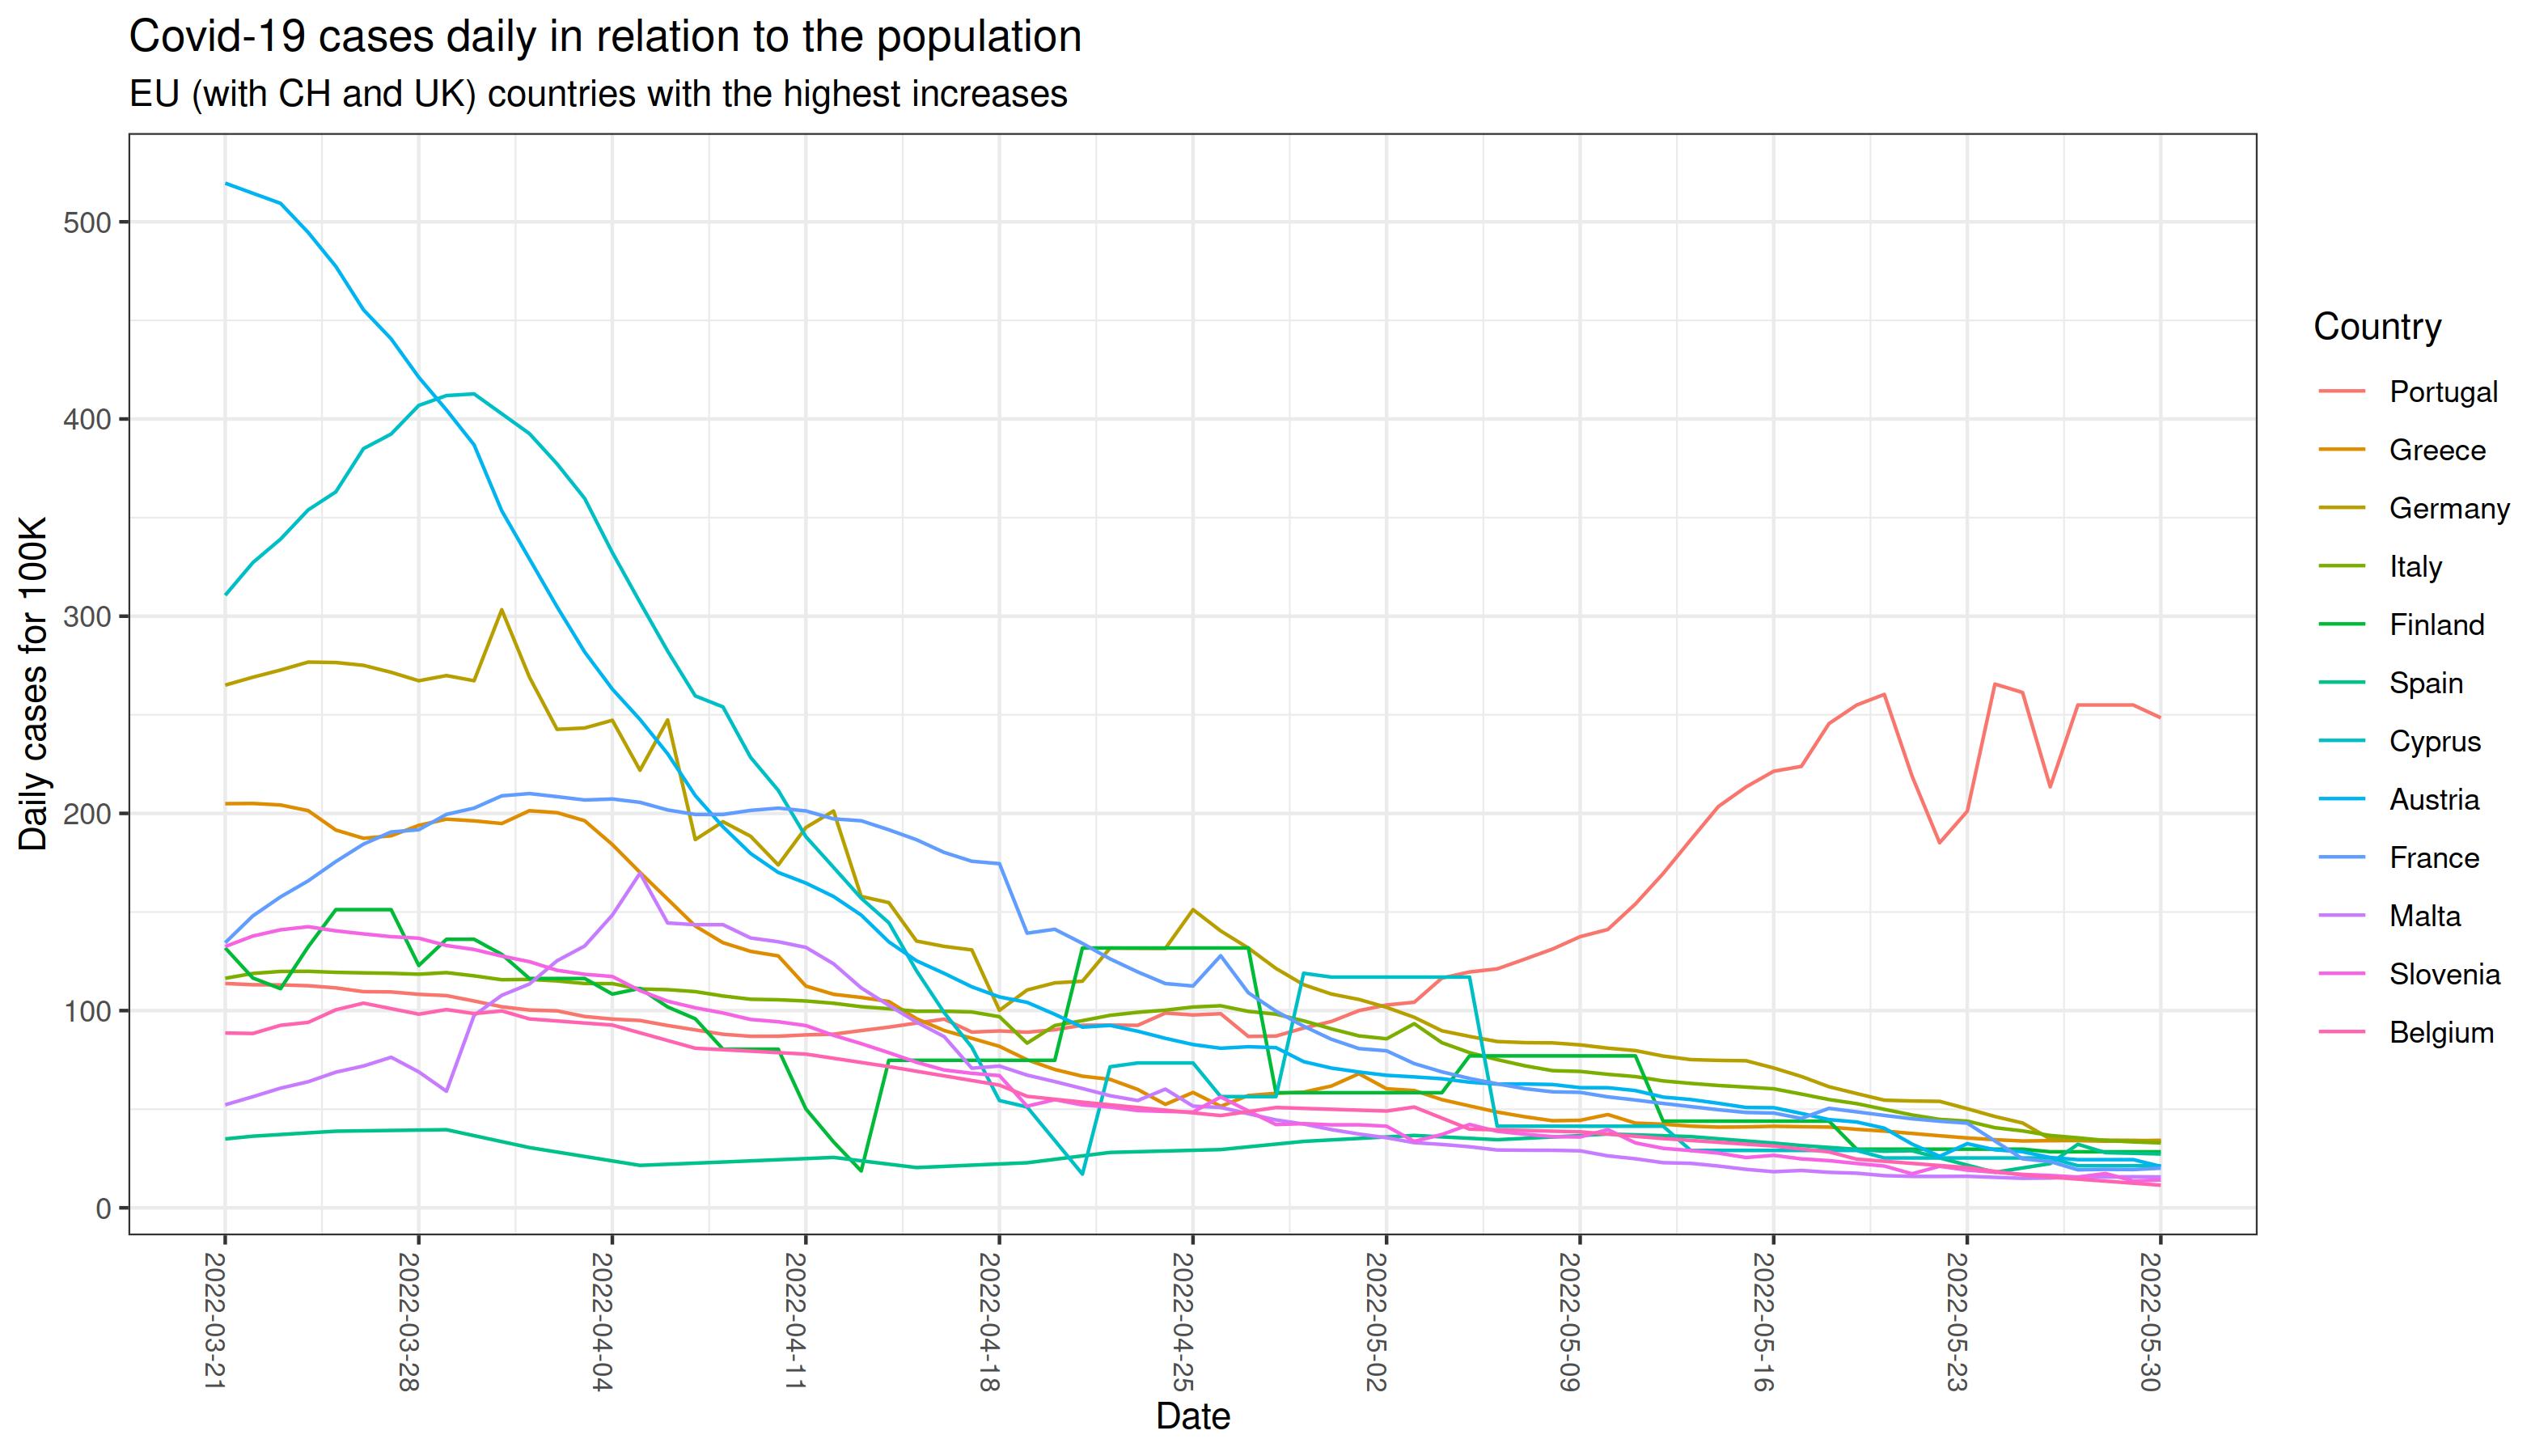 Covid-19 cases daily in relation to the population
EU (with CH and UK) countries with the highest increases
Daily cases for 100K
500
400
300
200
100
0
2022-03-21
2022-03-28
2022-04-04
2022-04-11
2022-04-18
2022-04-25
2022-05-02
2022-05-09
2022-05-16
2022-05-23
2022-05-30
Date
Country
Portugal
Greece
Germany
Italy
Finland
Spain
Cyprus
Austria
France
Malta
Slovenia
Belgium